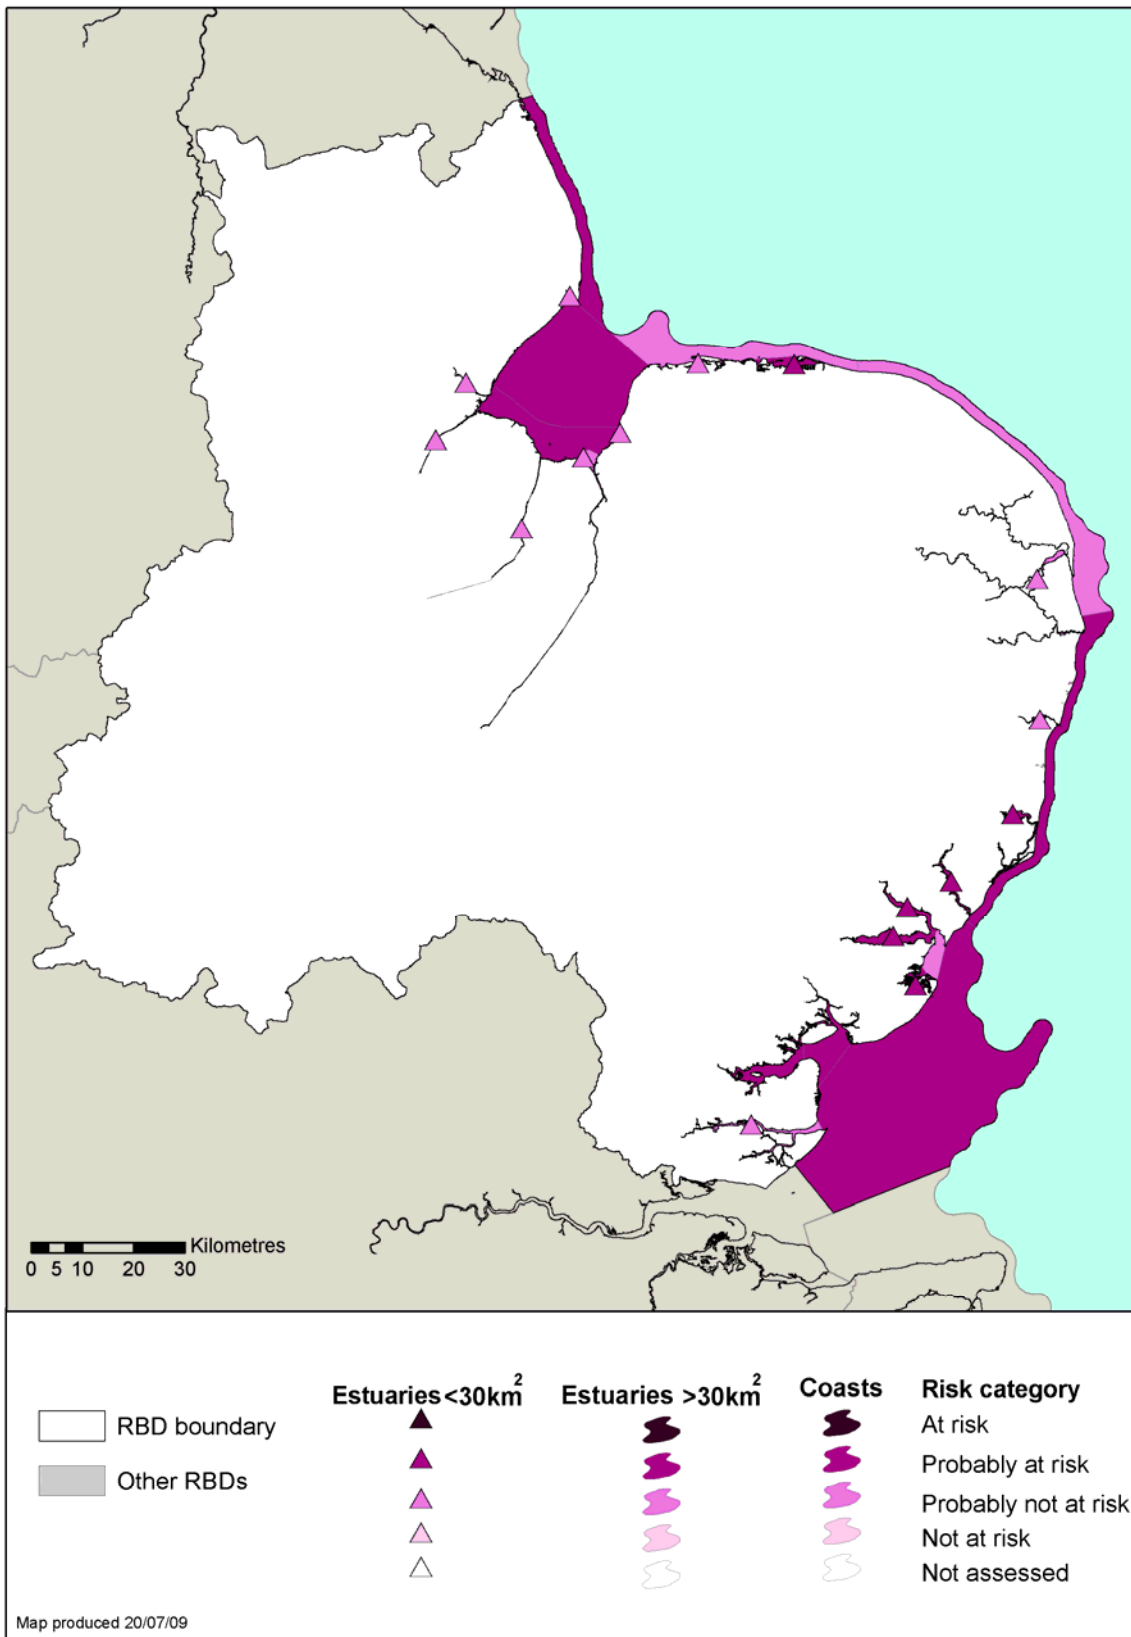 Kilometres
0 5 10 20 30
Estuaries<30km2 Estuaries >30km2 Coasts Risk category
RBD boundary
Other RBDs
At risk
Probably at risk
Probably not at risk
Not at risk
Not assessed
Map produced 20/07/09